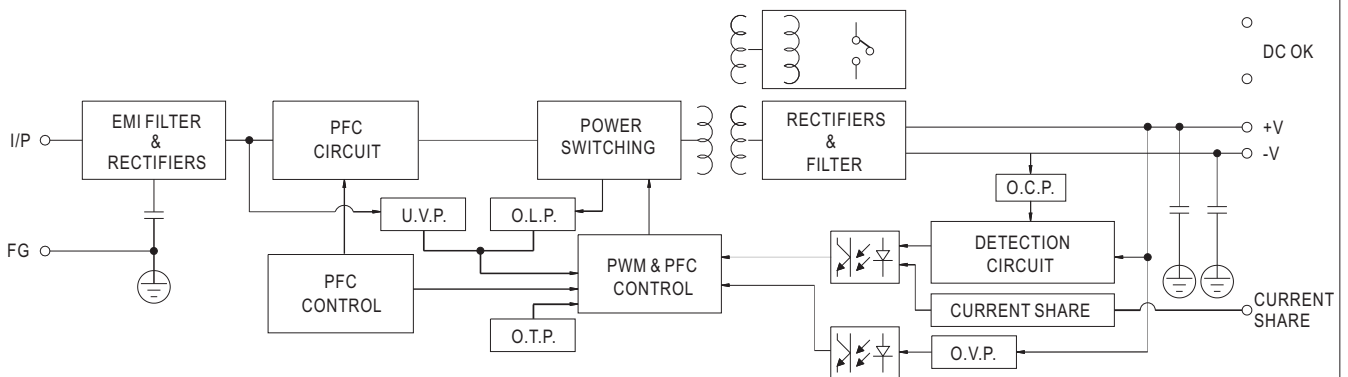 DC OK
I/P
EMI FILTER
&
RECTIFIERS
PFC
CIRCUIT
POWER
SWITCHING
RECTIFIERS
&
FILTER
+V
-V
O.C.P.
U.V.P.
O.L.P.
FG
DETECTION
CIRCUIT
PFC
CONTROL
PWM & PFC
CONTROL
CURRENT SHARE
CURRENT
SHARE
O.T.P.
O.V.P.